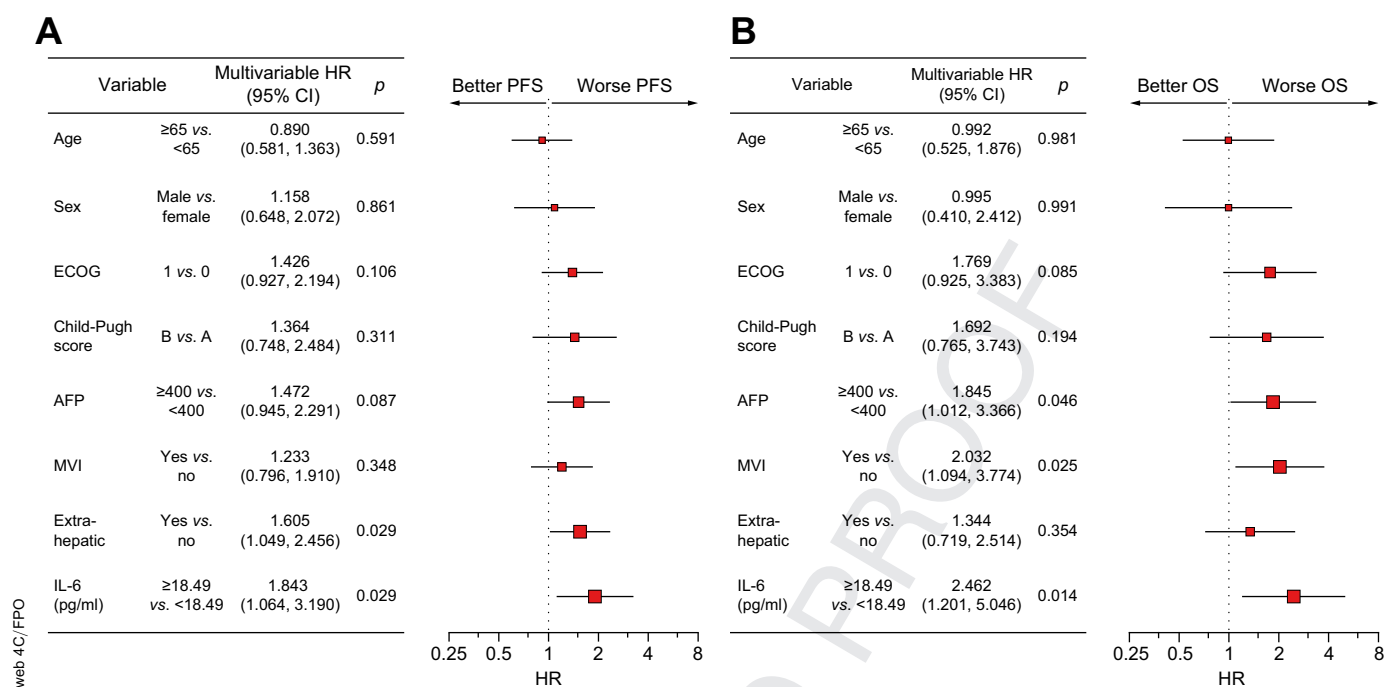 A
Variable Multivariable HR (95% CI) p
Better PFS Worse PFS
Age ≥65 vs. <65 0.890 (0.581, 1.363) 0.591
Sex Male vs. female 1.158 (0.648, 2.072) 0.861
ECOG 1 vs. 0 1.426 (0.927, 2.194) 0.106
Child-Pugh score B vs. A 1.364 (0.748, 2.484) 0.311
AFP ≥400 vs. <400 1.472 (0.945, 2.291) 0.087
MVI Yes vs. no 1.233 (0.796, 1.910) 0.348
Extra-hepatic Yes vs. no 1.605 (1.049, 2.456) 0.029
IL-6 (pg/ml) ≥18.49 vs. <18.49 1.843 (1.064, 3.190) 0.029
0.25 0.5 1 2 4 8
HR
B
Variable Multivariable HR (95% CI) p
Better OS Worse OS
Age ≥65 vs. <65 0.992 (0.525, 1.876) 0.981
Sex Male vs. female 0.995 (0.410, 2.412) 0.991
ECOG 1 vs. 0 1.769 (0.925, 3.383) 0.085
Child-Pugh score B vs. A 1.692 (0.765, 3.743) 0.194
AFP ≥400 vs. <400 1.845 (1.012, 3.366) 0.046
MVI Yes vs. no 2.032 (1.094, 3.774) 0.025
Extra-hepatic Yes vs. no 1.344 (0.719, 2.514) 0.354
IL-6 (pg/ml) ≥18.49 vs. <18.49 2.462 (1.201, 5.046) 0.014
0.25 0.5 1 2 4 8
HR
web 4C/FPO
PROOF